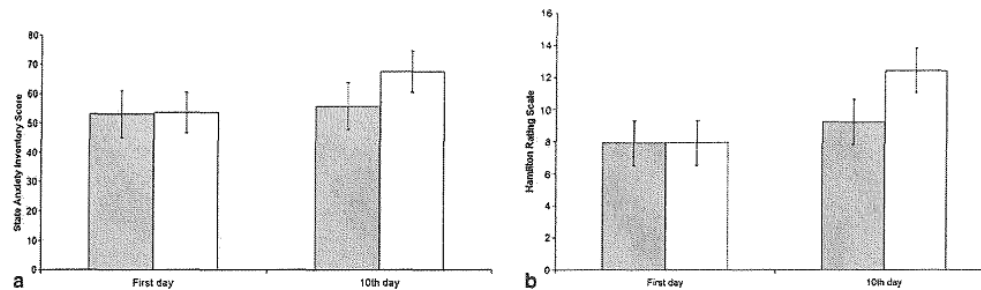 State Anxiety Inventory Score
80
70
60
50
40
30
20
10
0
First day
10th day
a
Hamilton Rating Scale
16
14
12
10
8
6
4
2
0
First day
10th day
b